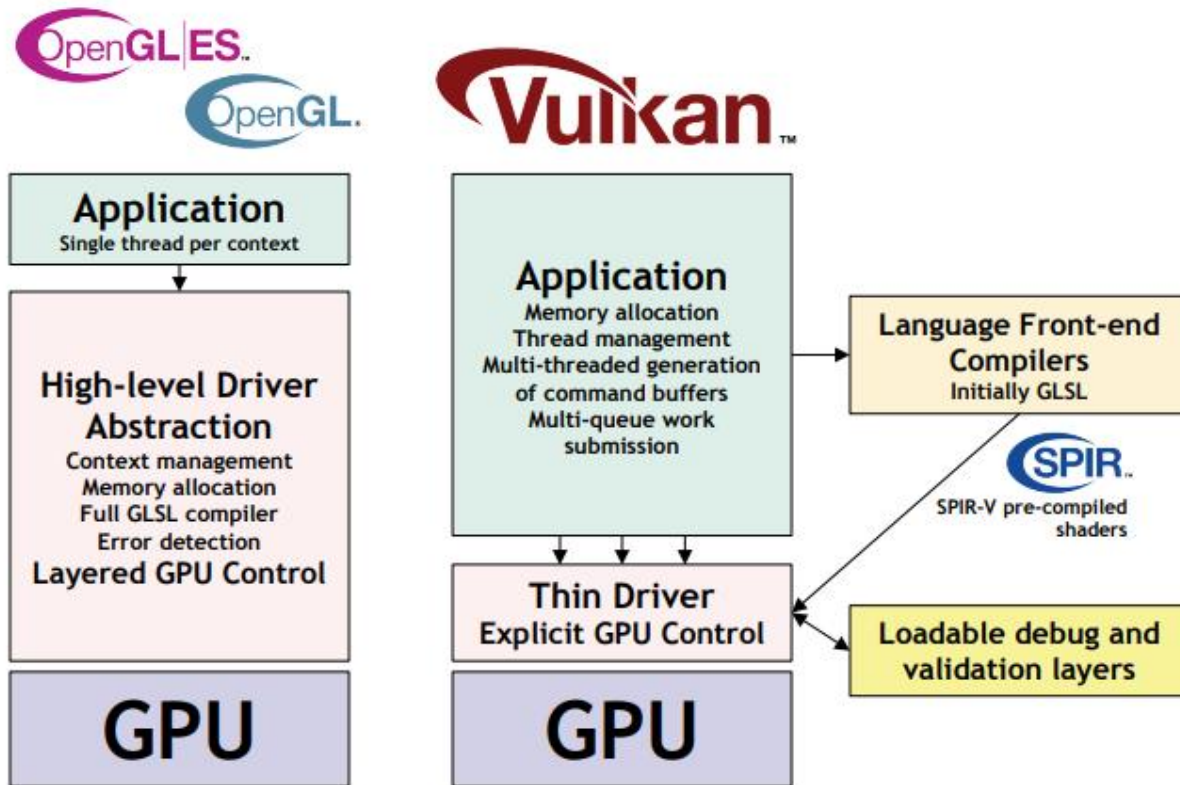 OpenGL|ES™
OpenGL.
Vulkan™
Application
Single thread per context
High-level Driver
Abstraction
Context management
Memory allocation
Full GLSL compiler
Error detection
Layered GPU Control
GPU
Application
Memory allocation
Thread management
Multi-threaded generation
of command buffers
Multi-queue work
submission
Thin Driver
Explicit GPU Control
GPU
Language Front-end
Compilers
Initially GLSL
SPIR™
SPIR-V pre-compiled
shaders
Loadable debug and
validation layers